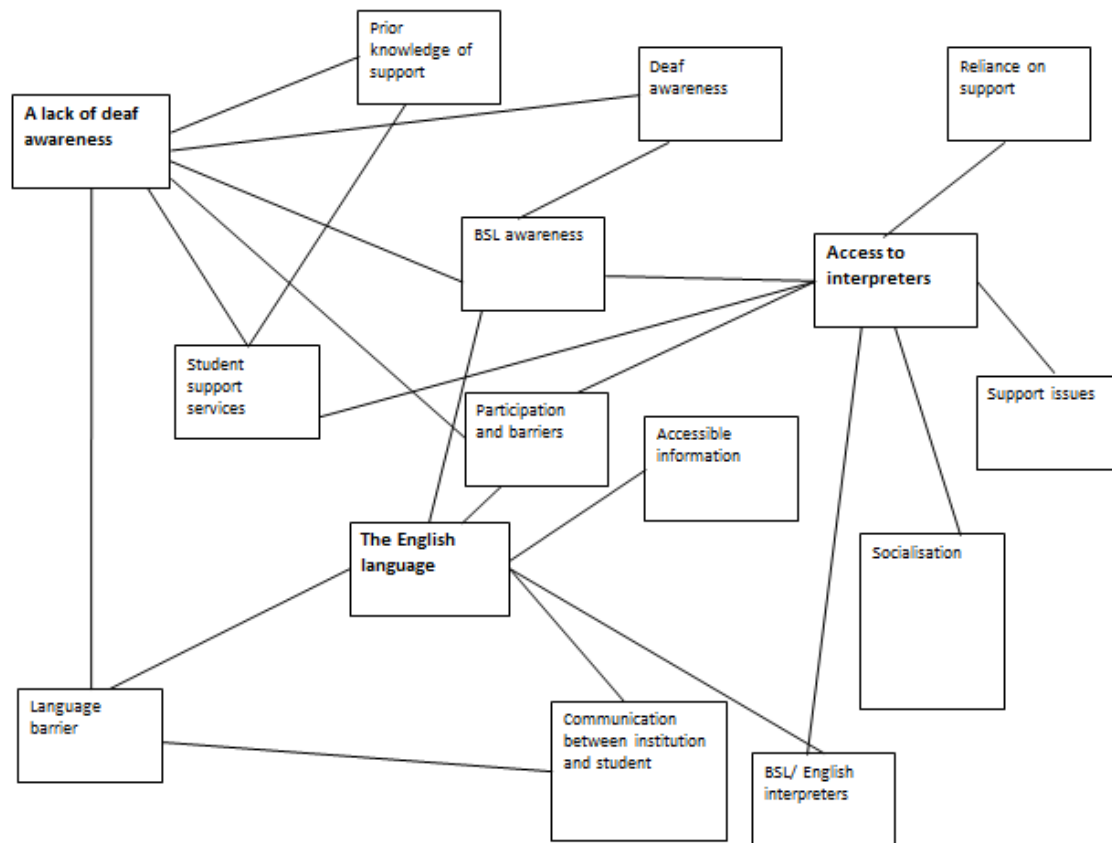 Prior
knowledge of
support
Deaf
awareness
Reliance on
support
A lack of deaf
awareness
BSL awareness
Access to
interpreters
Student
support
services
Participation
and barriers
Accessible
information
Support issues
The English
language
Socialisation
Language
barrier
Communication
between institution
and student
BSL/ English
interpreters